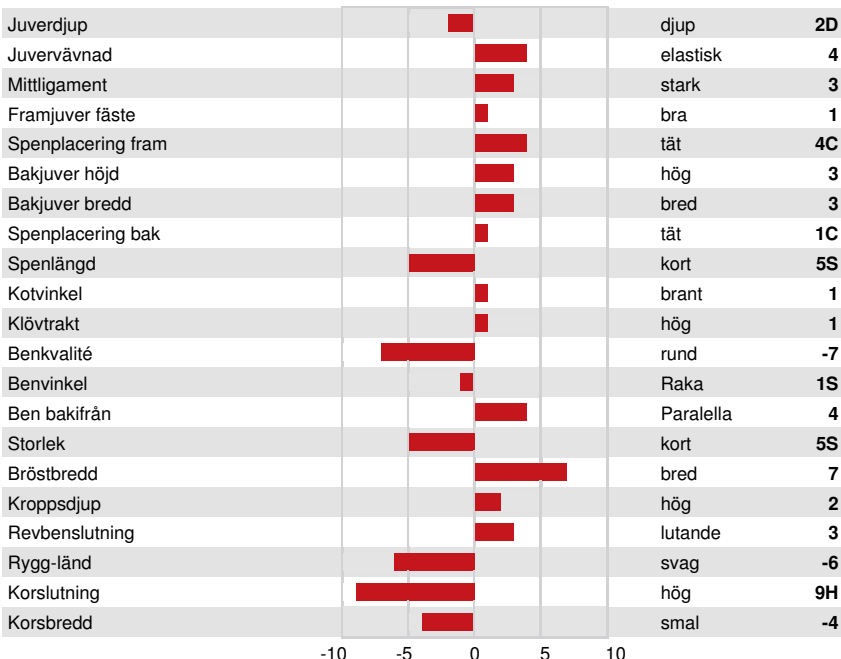 Juverdjup djup 2D
Juvervävnad elastisk 4
Mittligament stark 3
Framjuver fäste bra 1
Spenplacering fram tät 4C
Bakjuver höjd hög 3
Bakjuver bredd bred 3
Spenplacering bak tät 1C
Spenlängd kort 5S
Kotvinkel brant 1
Klövtrakt hög 1
Benkvalité rund -7
Benvinkel Raka 1S
Ben bakifrån Paralella 4
Storlek kort 5S
Bröstbredd bred 7
Kroppsdjup hög 2
Revbenslutning lutande 3
Rygg-länd svag -6
Korslutning hög 9H
Korsbredd smal -4
-10 -5 0 5 10